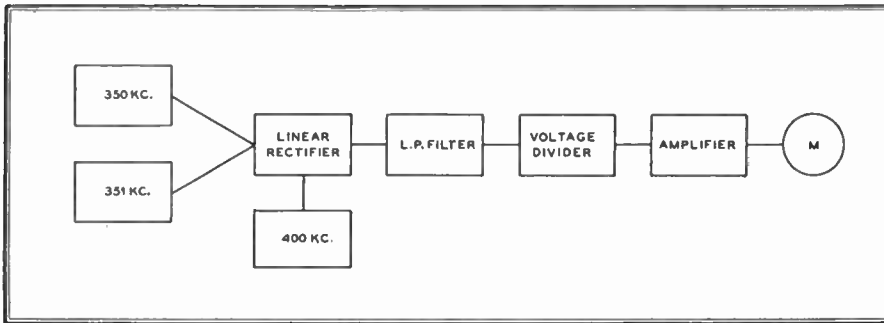 350 KC.
351 KC.
LINEAR
RECTIFIER
400 KC.
L.P. FILTER
VOLTAGE
DIVIDER
AMPLIFIER
M